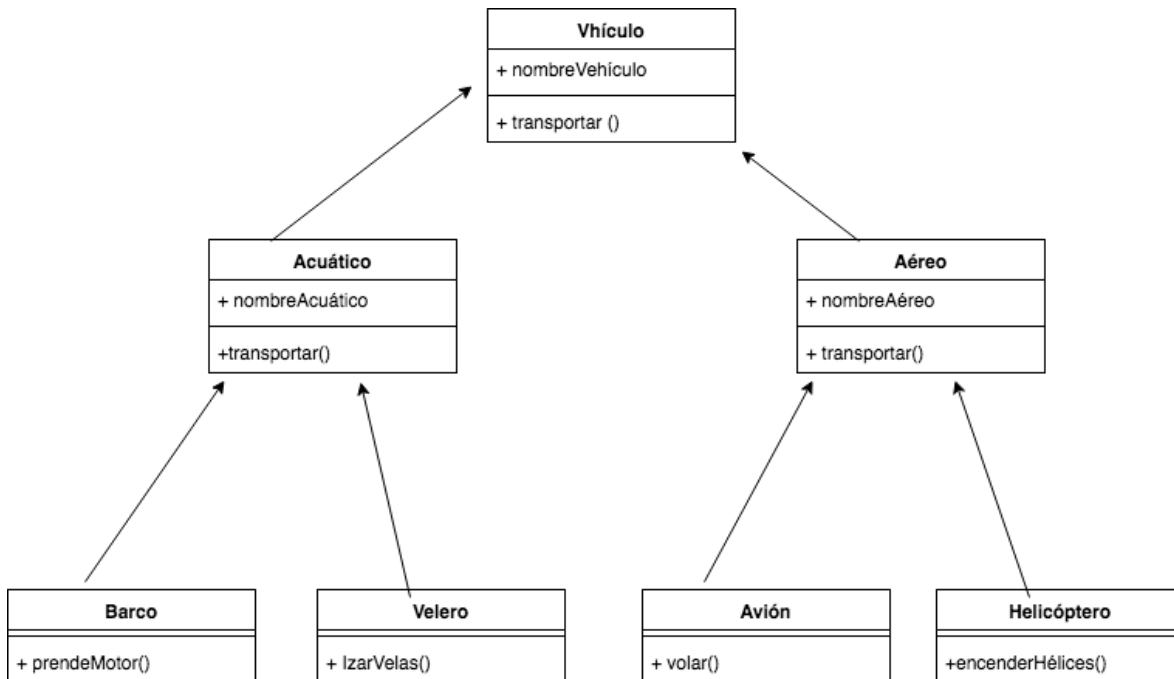 Vhículo
+ nombreVehículo
+ transportar ()
Acuático
+ nombreAcuático
+transportar()
Aéreo
+ nombreAéreo
+ transportar()
Barco
+ prendeMotor()
Velero
+ IzarVelas()
Avión
+ volar()
Helicóptero
+encenderHélices()